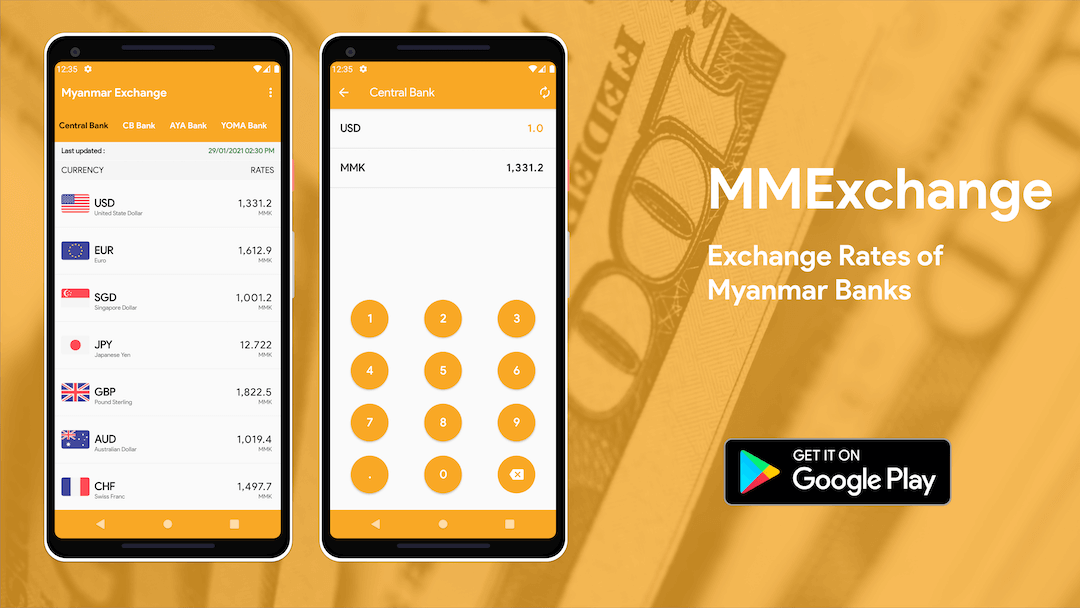 12:35
Myanmar Exchange
Central Bank CB Bank AYA Bank YOMA Bank
Last updated : 29/01/2021 02:30 PM
CURRENCY RATES
USD 1,331.2
United State Dollar MMK
EUR 1,612.9
Euro MMK
SGD 1,001.2
Singapore Dollar MMK
JPY 12.722
Japanese Yen MMK
GBP 1,822.5
Pound Sterling MMK
AUD 1,019.4
Australian Dollar MMK
CHF 1,497.7
Swiss Franc MMK
12:35
Central Bank
USD 1.0
MMK 1,331.2
1 2 3
4 5 6
7 8 9
. 0
MMExchange
Exchange Rates of
Myanmar Banks
GET IT ON
Google Play
100